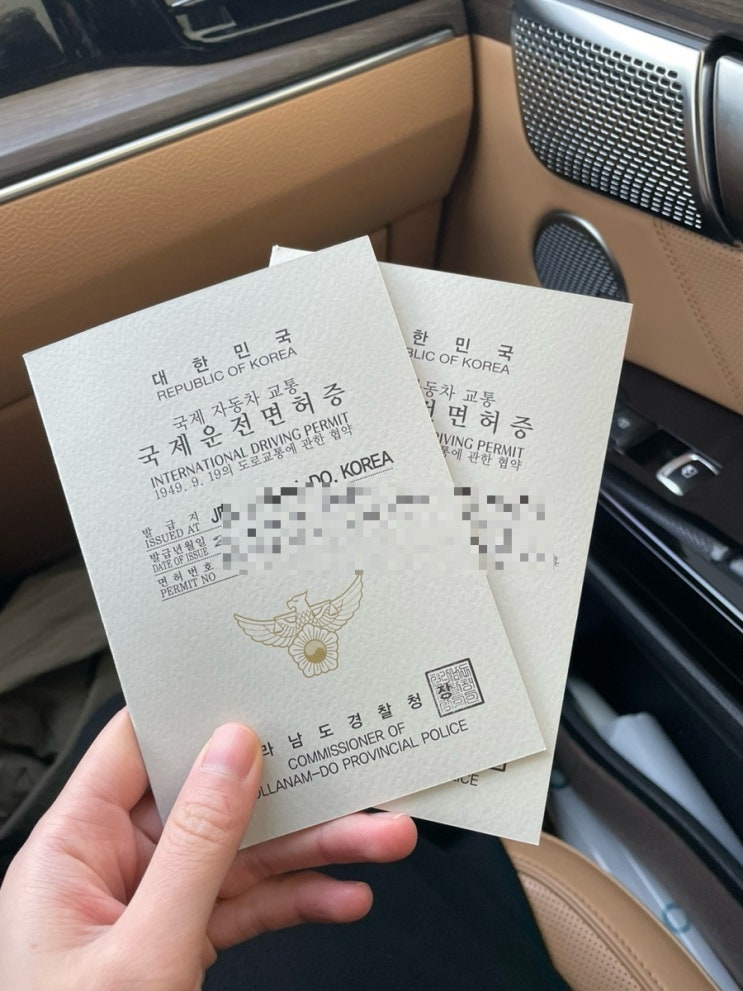 대 한 민 국
REPUBLIC OF KOREA
국제 자동차 교통
국제운전면허증
INTERNATIONAL DRIVING PERMIT
1949. 9. 19의 도로교통에 관한 협약
발 급 지
ISSUED AT
DO. KOREA
발급년월일
DATE OF ISSUE
면 허 번 호
PERMIT NO
라 남 도 경 찰 청
COMMISSIONER OF
OLLANAM-DO PROVINCIAL POLICE
한 민 국
BLIC OF KOREA
동차 교통
면 허 증
IVING PERMIT
통에 관한 협약
ICE